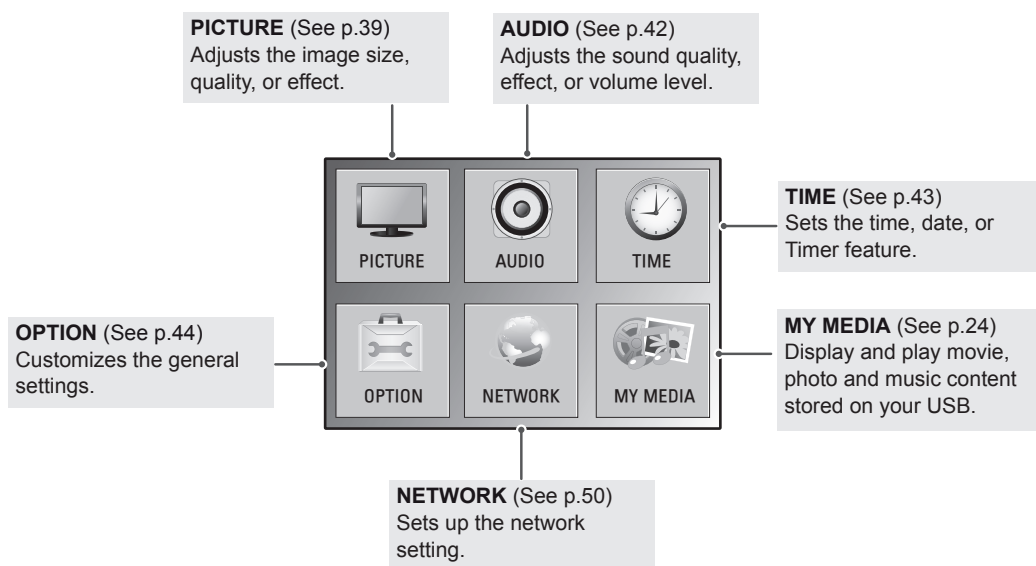 PICTURE (See p.39)
Adjusts the image size,
quality, or effect.
AUDIO (See p.42)
Adjusts the sound quality,
effect, or volume level.
PICTURE
AUDIO
TIME
TIME (See p.43)
Sets the time, date, or
Timer feature.
OPTION (See p.44)
Customizes the general
settings.
OPTION
NETWORK
MY MEDIA
MY MEDIA (See p.24)
Display and play movie,
photo and music content
stored on your USB.
NETWORK (See p.50)
Sets up the network
setting.